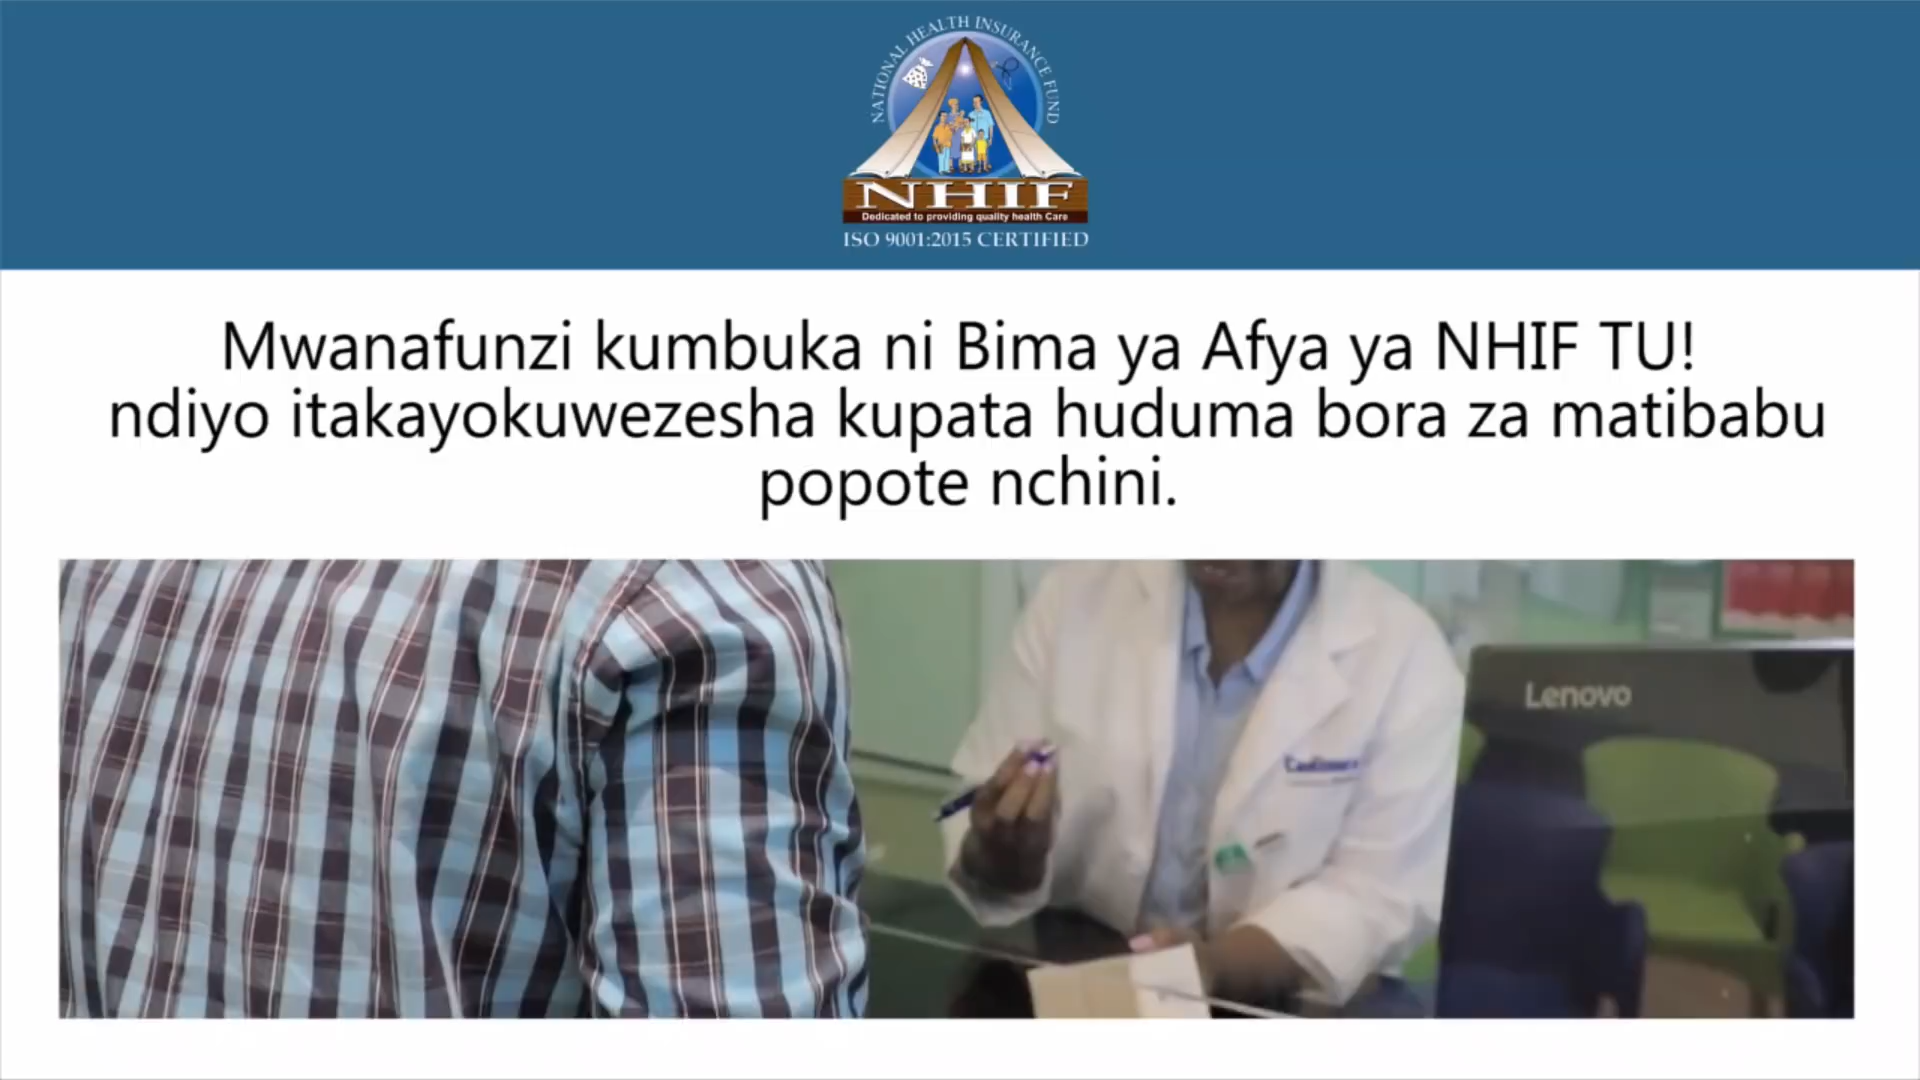 NATIONAL HEALTH INSURANCE FUND
NHIF
Dedicated to providing quality health Care
ISO 9001:2015 CERTIFIED
Mwanafunzi kumbuka ni Bima ya Afya ya NHIF TU!
ndiyo itakayokuwezesha kupata huduma bora za matibabu
popote nchini.
Lenovo